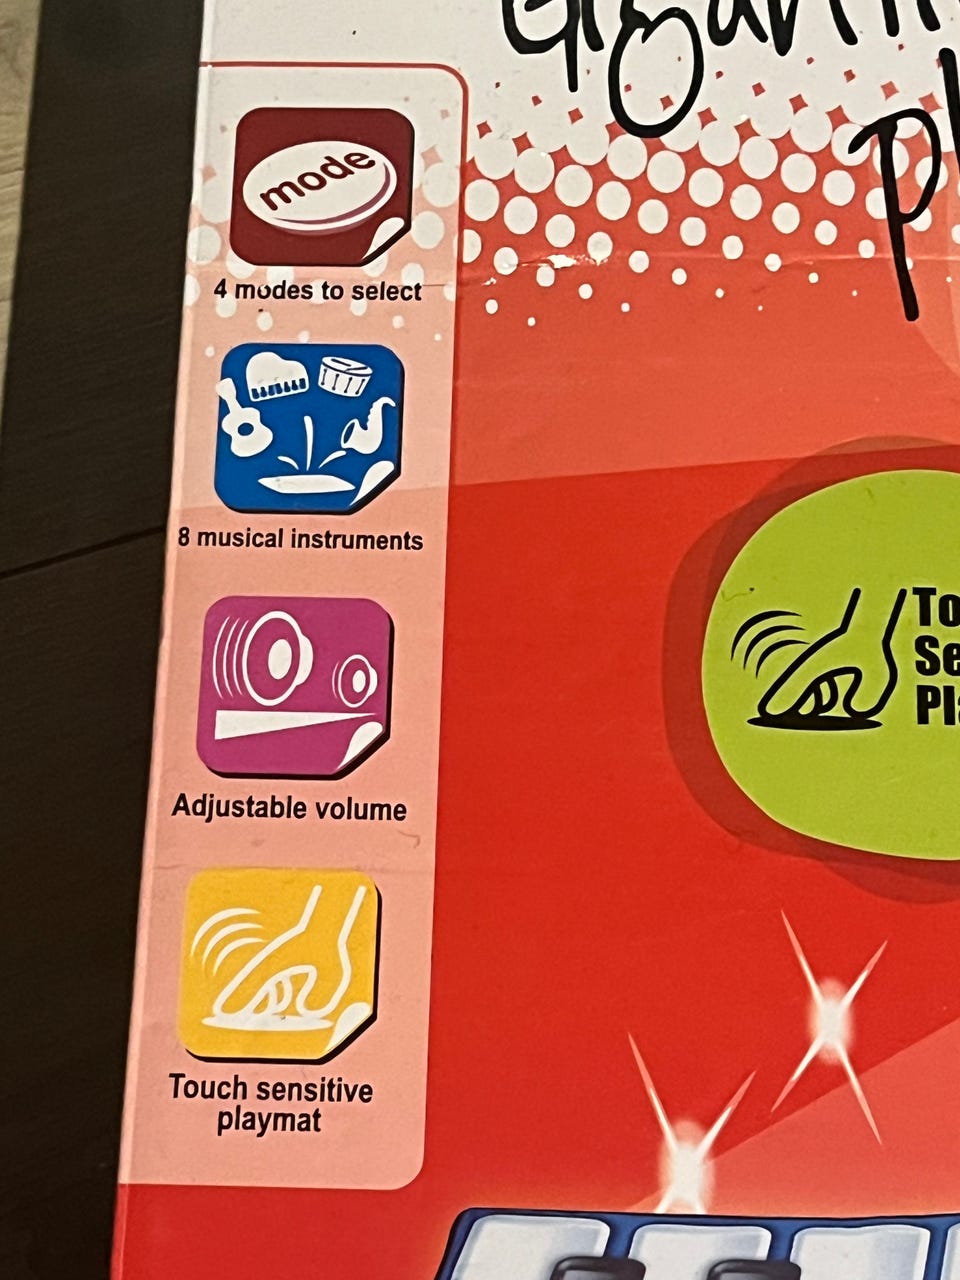 mode
4 modes to select
8 musical instruments
Adjustable volume
Touch sensitive
playmat